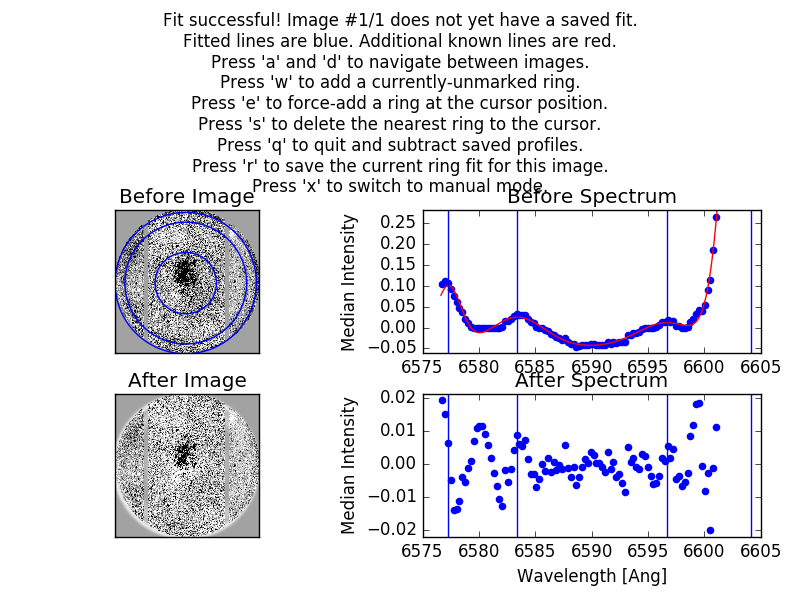 Fit successful! Image #1/1 does not yet have a saved fit.
Fitted lines are blue. Additional known lines are red.
Press 'a' and 'd' to navigate between images.
Press 'w' to add a currently-unmarked ring.
Press 'e' to force-add a ring at the cursor position.
Press 's' to delete the nearest ring to the cursor.
Press 'q' to quit and subtract saved profiles.
Press 'r' to save the current ring fit for this image.
Press 'x' to switch to manual mode.
Before Image
Before Spectrum
Median Intensity
0.25
0.20
0.15
0.10
0.05
0.00
−0.05
6575 6580 6585 6590 6595 6600 6605
After Image
After Spectrum
Median Intensity
0.02
0.01
0.00
−0.01
−0.02
6575 6580 6585 6590 6595 6600 6605
Wavelength [Ang]